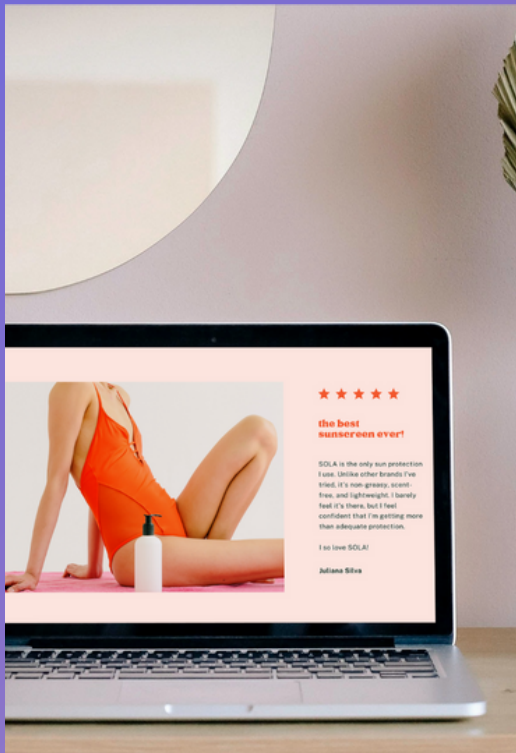 the best
sunscreen ever!
SOLA is the only sun protection
I use. Unlike other brands I've
tried, it's non-greasy, scent-
free, and lightweight. I barely
feel it's there, but I feel
confident that I'm getting more
than adequate protection.
I so love SOLA!
Juliana Silva